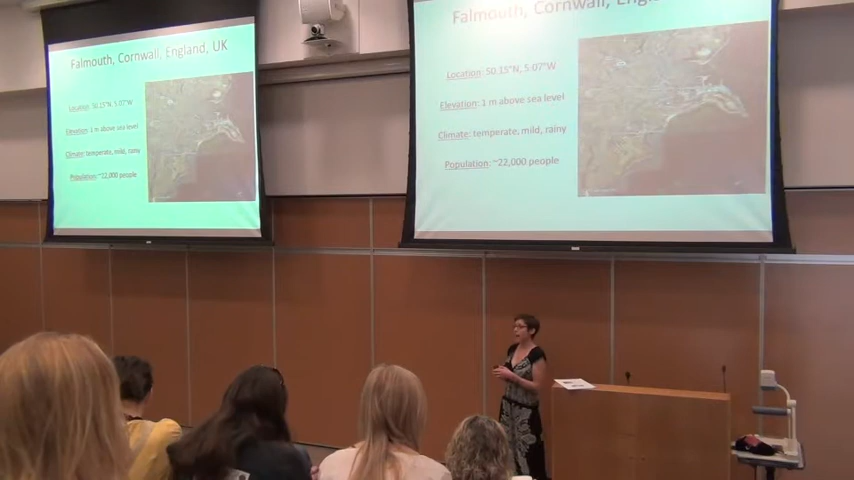 Falmouth, Cornwall, England, UK
Location: 50.15°N, 5.07°W
Elevation: 1 m above sea level
Climate: temperate, mild, rainy
Population: ~22,000 people
Falmouth, Cornwall, Engla
Location: 50.15°N, 5.07°W
Elevation: 1 m above sea level
Climate: temperate, mild, rainy
Population: ~22,000 people